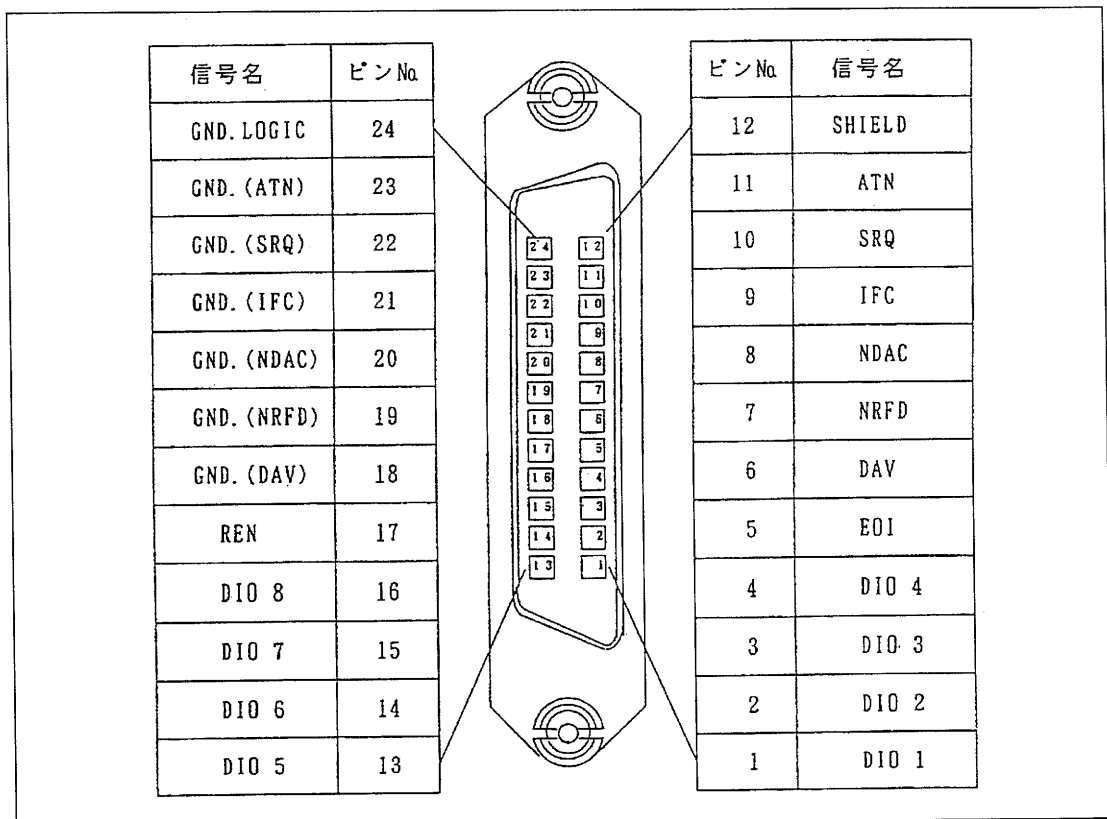 信号名 ピンNo.
GND.LOGIC 24
GND.(ATN) 23
GND.(SRQ) 22
GND.(IFC) 21
GND.(NDAC) 20
GND.(NRFD) 19
GND.(DAV) 18
REN 17
DIO 8 16
DIO 7 15
DIO 6 14
DIO 5 13
24 12
23 11
22 10
21 9
20 8
19 7
18 6
17 5
16 4
15 3
14 2
13 1
ピンNo. 信号名
12 SHIELD
11 ATN
10 SRQ
9 IFC
8 NDAC
7 NRFD
6 DAV
5 EOI
4 DIO 4
3 DIO 3
2 DIO 2
1 DIO 1